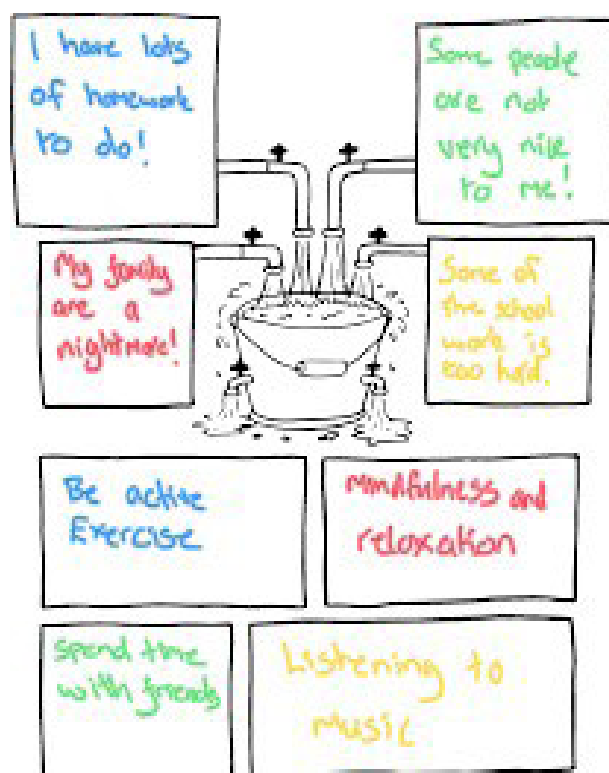 I have lots
of homework
to do!
Some people
are not
very nice
to me!
My family
are a
nightmare!
Some of
the school
work is
too hard.
Be active
Exercise
Mindfulness and
relaxation
spend time
with friends
Listening to
Music